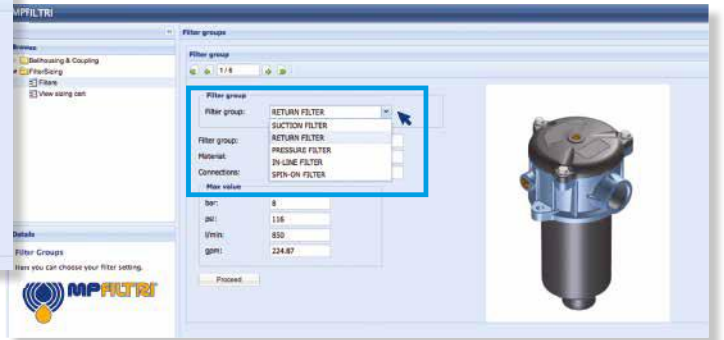 MPFILTRI
Browse
Bellhousing & Coupling
FilterSizing
Filters
View sizing cart
Details
Filter Groups
Here you can choose your filter setting.
MPFILTRI
Filter groups
Filter group
1/6
Filter group
Filter group: RETURN FILTER
SUCTION FILTER
RETURN FILTER
PRESSURE FILTER
IN-LINE FILTER
SPIN-ON FILTER
Filter group:
Material:
Connections:
Max value
bar: 8
psi: 116
l/min: 850
gpm: 224.87
Proceed